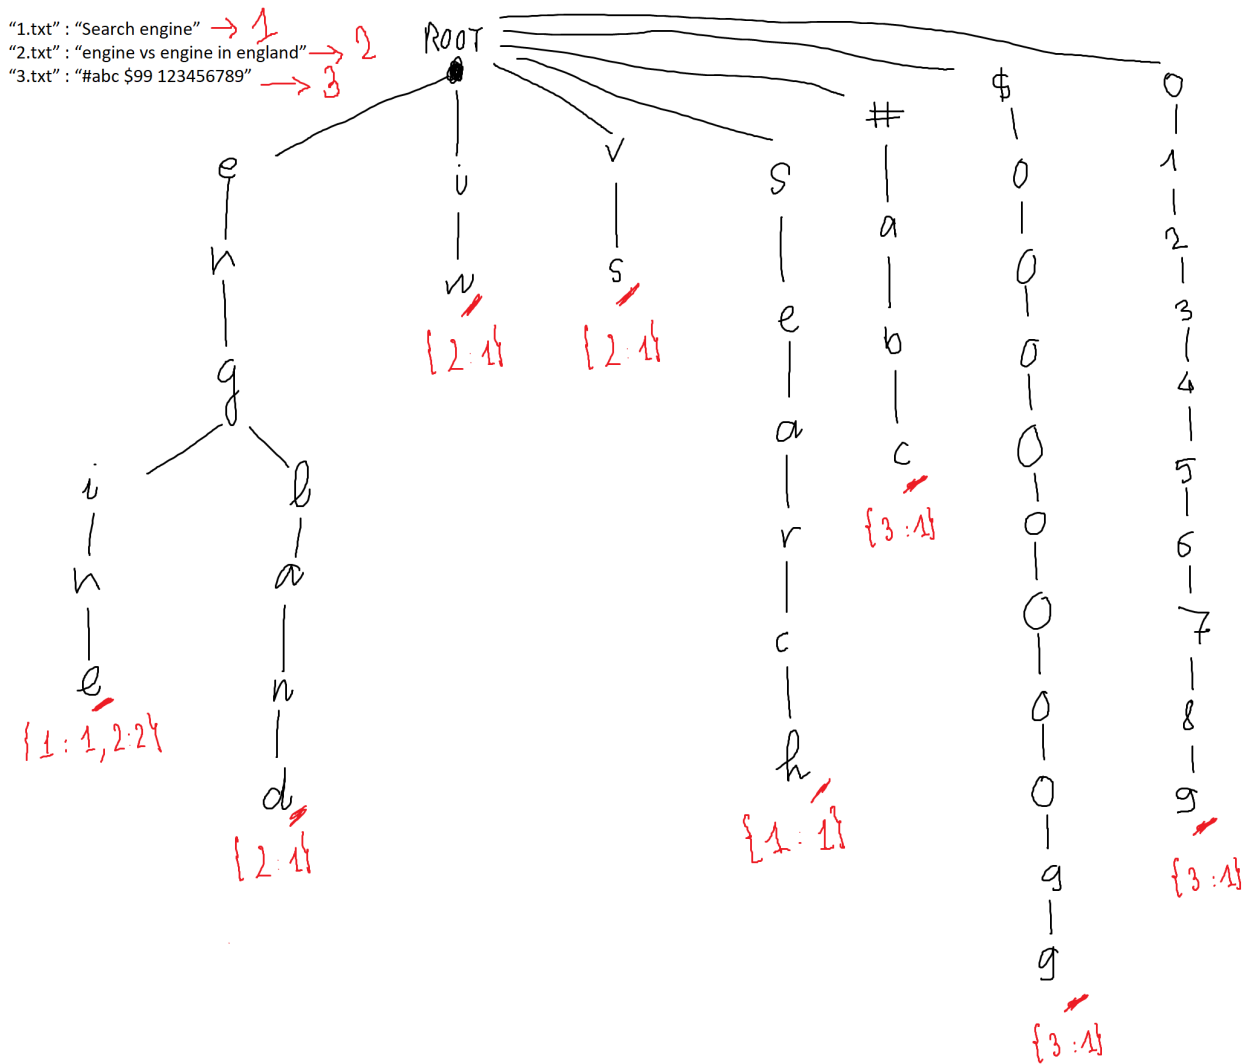 “1.txt” : “Search engine” → 1
“2.txt” : “engine vs engine in england” → 2
“3.txt” : “#abc $99 123456789” → 3
ROOT
e
n
g
i
n
e
{1 : 1, 2:2}
l
a
n
d
{2:1}
i
n
{2:1}
v
s
{2:1}
S
e
a
r
c
h
{1 : 1}
#
a
b
c
{3:1}
$
0
0
0
0
0
0
0
0
9
9
{3:1}
0
1
2
3
4
5
6
7
8
9
{3:1}